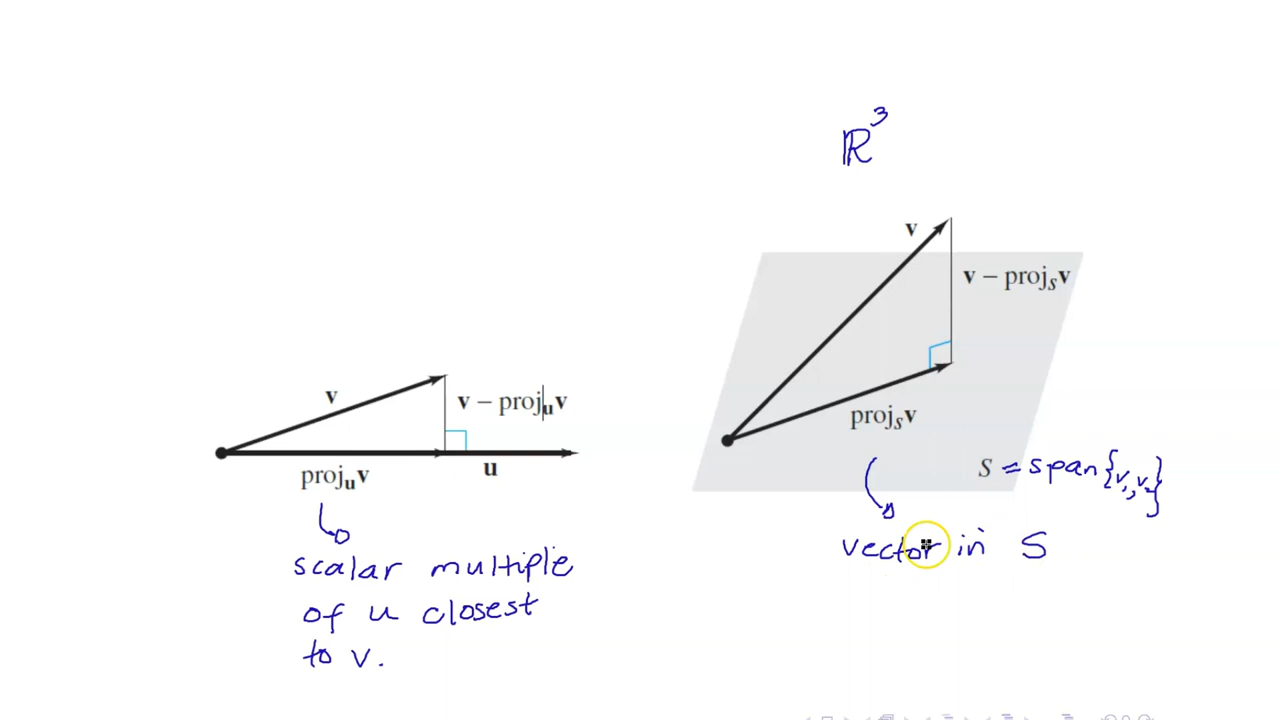 ℝ³
v
v − proj_S v
v
v − proj_u v
proj_u v
u
proj_S v
S = span{v₁, v₂}
vector in S
scalar multiple
of u closest
to v.